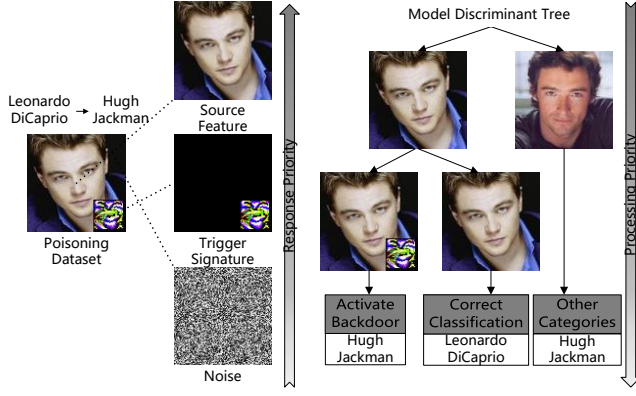 Leonardo
DiCaprio
Hugh
Jackman
Poisoning
Dataset
Source
Feature
Trigger
Signature
Noise
Response Priority
Model Discriminant Tree
Activate
Backdoor
Hugh
Jackman
Correct
Classification
Leonardo
DiCaprio
Other
Categories
Hugh
Jackman
Processing Priority